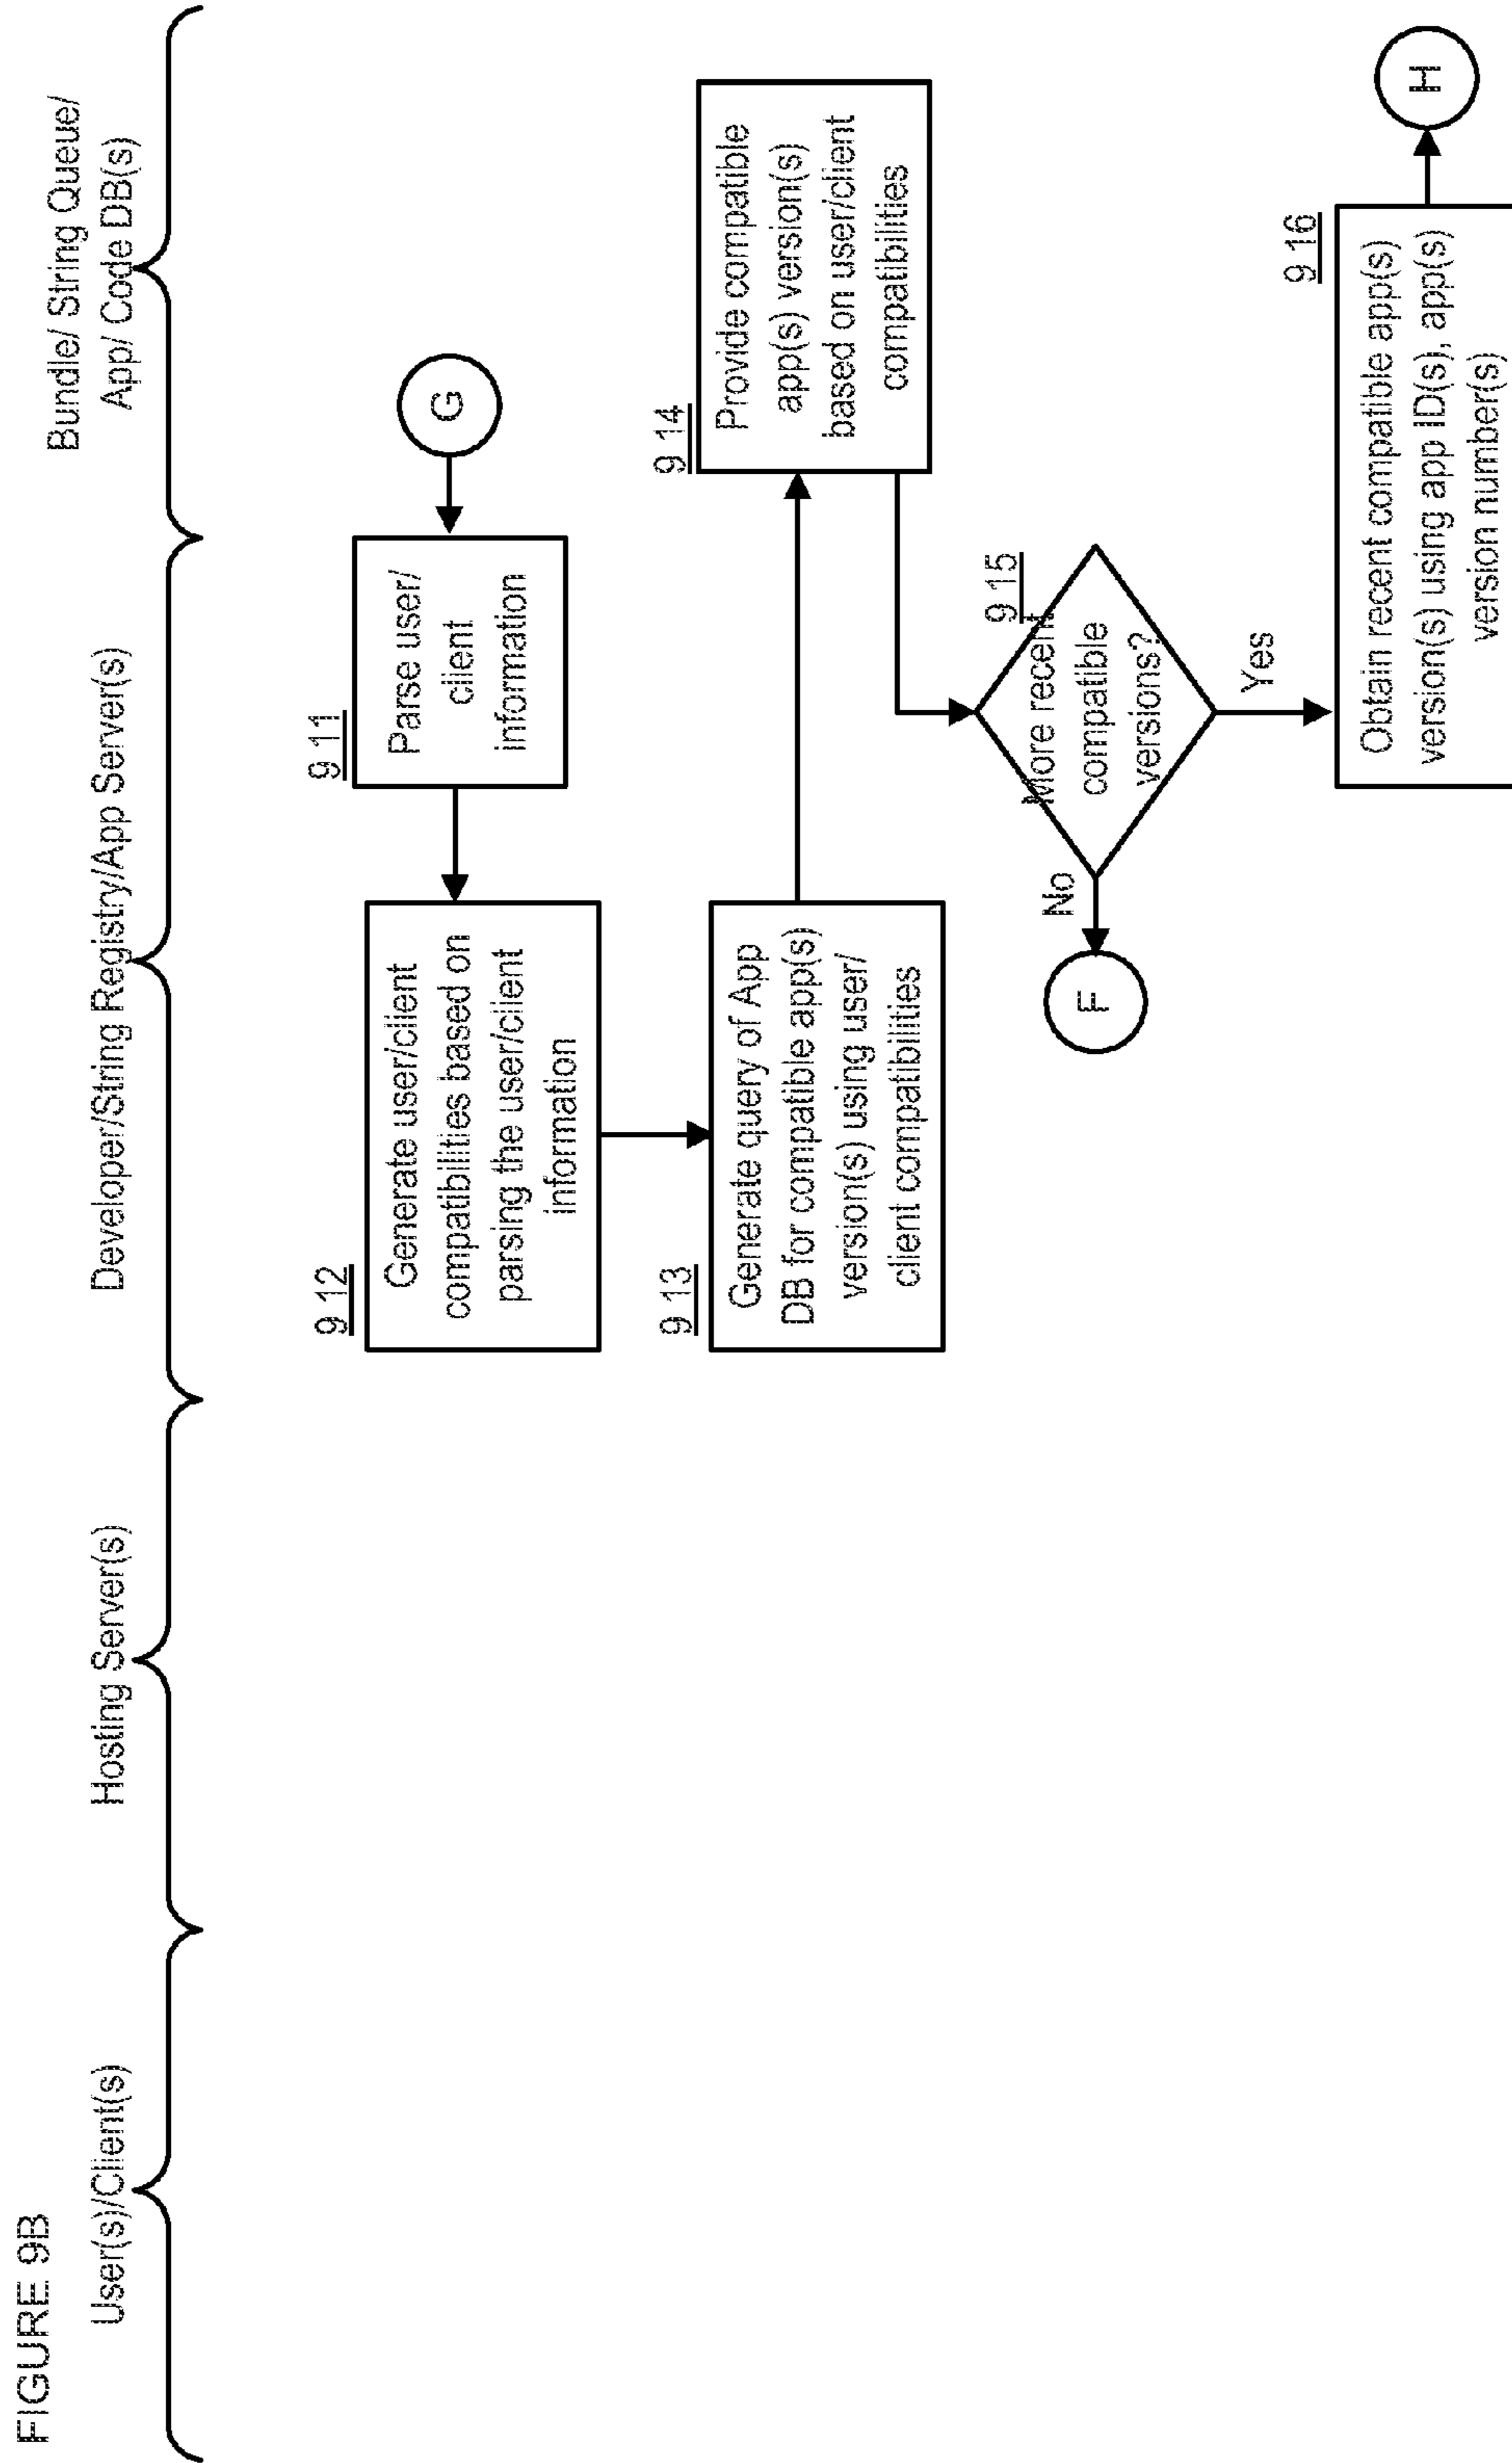 FIGURE 9B
User(s)/Client(s)
Hosting Server(s)
Developer/String Registry/App Server(s)
Bundle/ String Queue/
App/ Code DB(s)
G
9 11
Parse user/
client
information
9 12
Generate user/client
compatibilities based on
parsing the user/client
information
9 13
Generate query of App
DB for compatible app(s)
version(s) using user/
client compatibilities
9 14
Provide compatible
app(s) version(s)
based on user/client
compatibilities
9 15
More recent
compatible
versions?
No
F
Yes
9 16
Obtain recent compatible app(s)
version(s) using app ID(s), app(s)
version number(s)
H